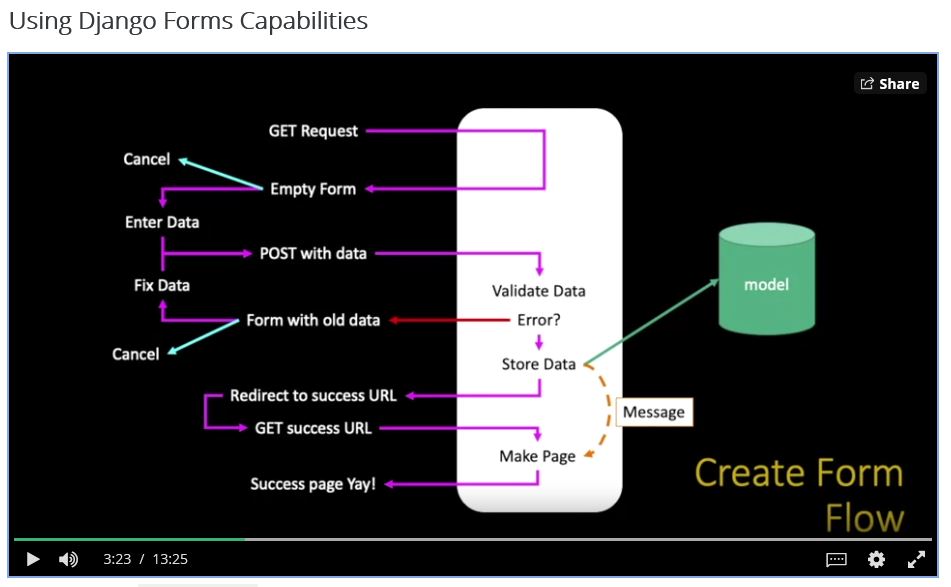 Using Django Forms Capabilities
Share
GET Request
Cancel
Empty Form
Enter Data
POST with data
Fix Data
Validate Data
model
Form with old data
Error?
Cancel
Store Data
Redirect to success URL
Message
GET success URL
Make Page
Success page Yay!
Create Form
Flow
3:23 / 13:25